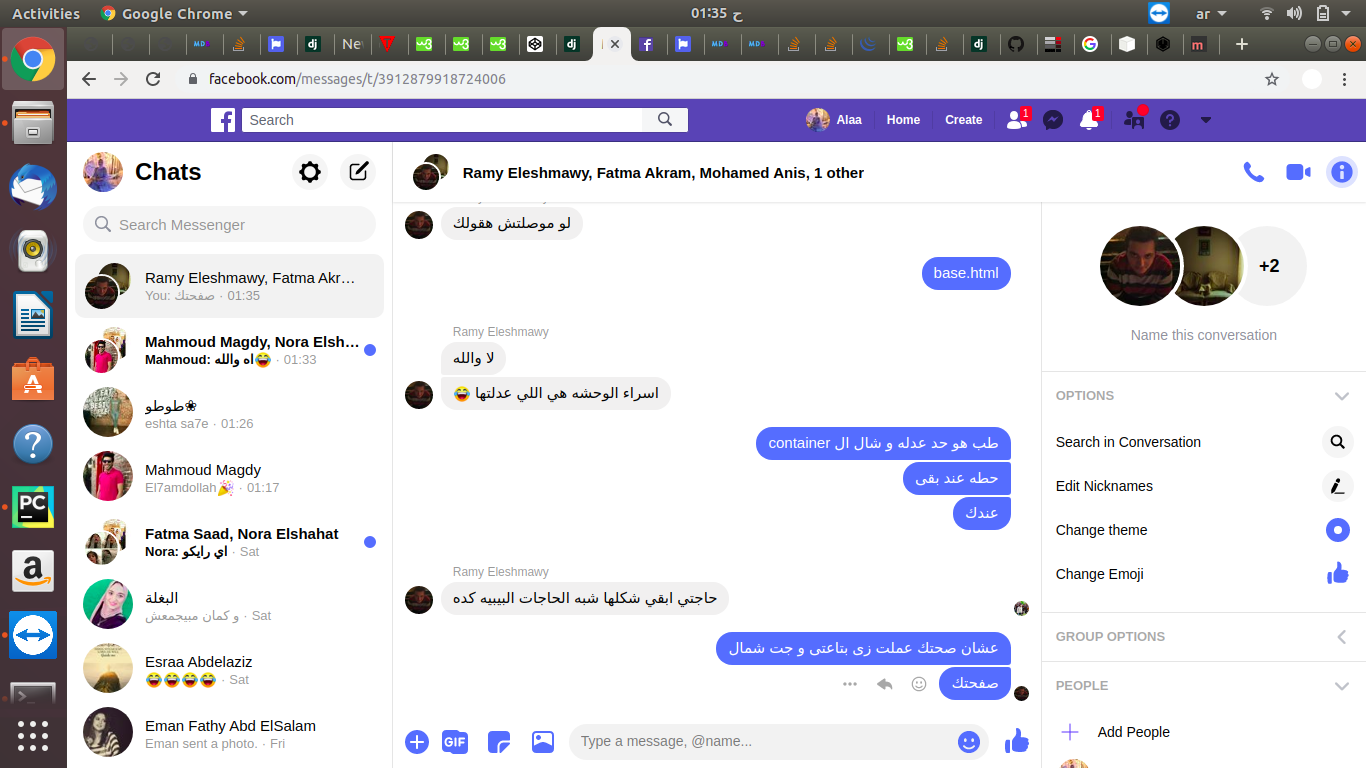 Activities
Google Chrome
ح 01:35
ar
MD
dj
Ne
W3
W3
W3
dj
MD
MD
W3
dj
m
facebook.com/messages/t/3912879918724006
Search
Alaa
Home
Create
1
1
Chats
Search Messenger
Ramy Eleshmawy, Fatma Akr…
You: صفحتك · 01:35
Mahmoud Magdy, Nora Elsh…
Mahmoud: اه والله😂 · 01:33
طوطو❀
eshta sa7e · 01:26
Mahmoud Magdy
El7amdollah🎉 · 01:17
Fatma Saad, Nora Elshahat
Nora: اي رايكو · Sat
البغلة
و كمان مبيجمعش · Sat
Esraa Abdelaziz
😂😂😂😂 · Sat
Eman Fathy Abd ElSalam
Eman sent a photo. · Fri
Ramy Eleshmawy, Fatma Akram, Mohamed Anis, 1 other
لو موصلتش هقولك
base.html
Ramy Eleshmawy
لا والله
اسراء الوحشه هي اللي عدلتها 😂
طب هو حد عدله و شال ال container
حطه عند بقى
عندك
Ramy Eleshmawy
حاجتي ابقي شكلها شبه الحاجات البيبيه كده
عشان صحتك عملت زى بتاعتى و جت شمال
صفحتك
GIF
Type a message, @name...
+2
Name this conversation
OPTIONS
Search in Conversation
Edit Nicknames
Change theme
Change Emoji
GROUP OPTIONS
PEOPLE
Add People
PC
a